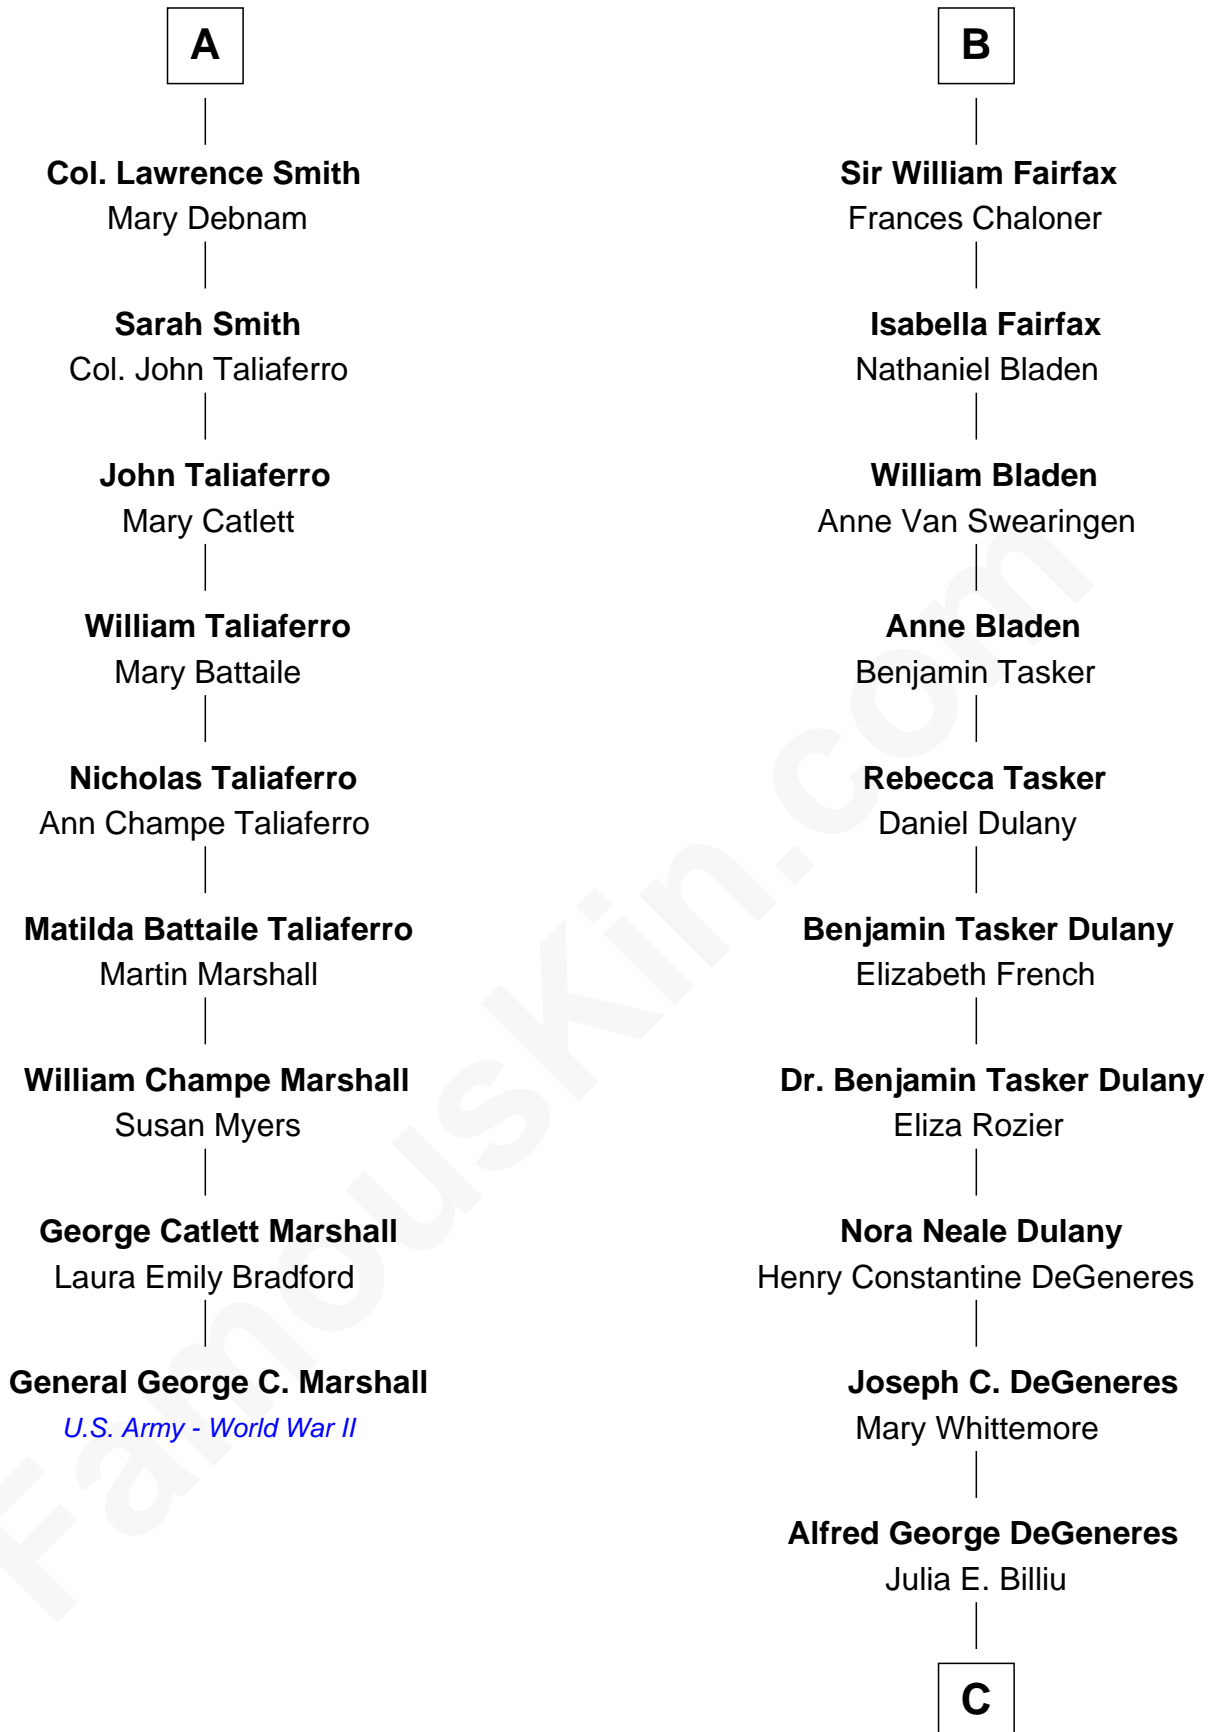 A
Col. Lawrence Smith
Mary Debnam
Sarah Smith
Col. John Taliaferro
John Taliaferro
Mary Catlett
William Taliaferro
Mary Battaile
Nicholas Taliaferro
Ann Champe Taliaferro
Matilda Battaile Taliaferro
Martin Marshall
William Champe Marshall
Susan Myers
George Catlett Marshall
Laura Emily Bradford
General George C. Marshall
U.S. Army - World War II
B
Sir William Fairfax
Frances Chaloner
Isabella Fairfax
Nathaniel Bladen
William Bladen
Anne Van Swearingen
Anne Bladen
Benjamin Tasker
Rebecca Tasker
Daniel Dulany
Benjamin Tasker Dulany
Elizabeth French
Dr. Benjamin Tasker Dulany
Eliza Rozier
Nora Neale Dulany
Henry Constantine DeGeneres
Joseph C. DeGeneres
Mary Whittemore
Alfred George DeGeneres
Julia E. Billiu
C
FamousKin.com